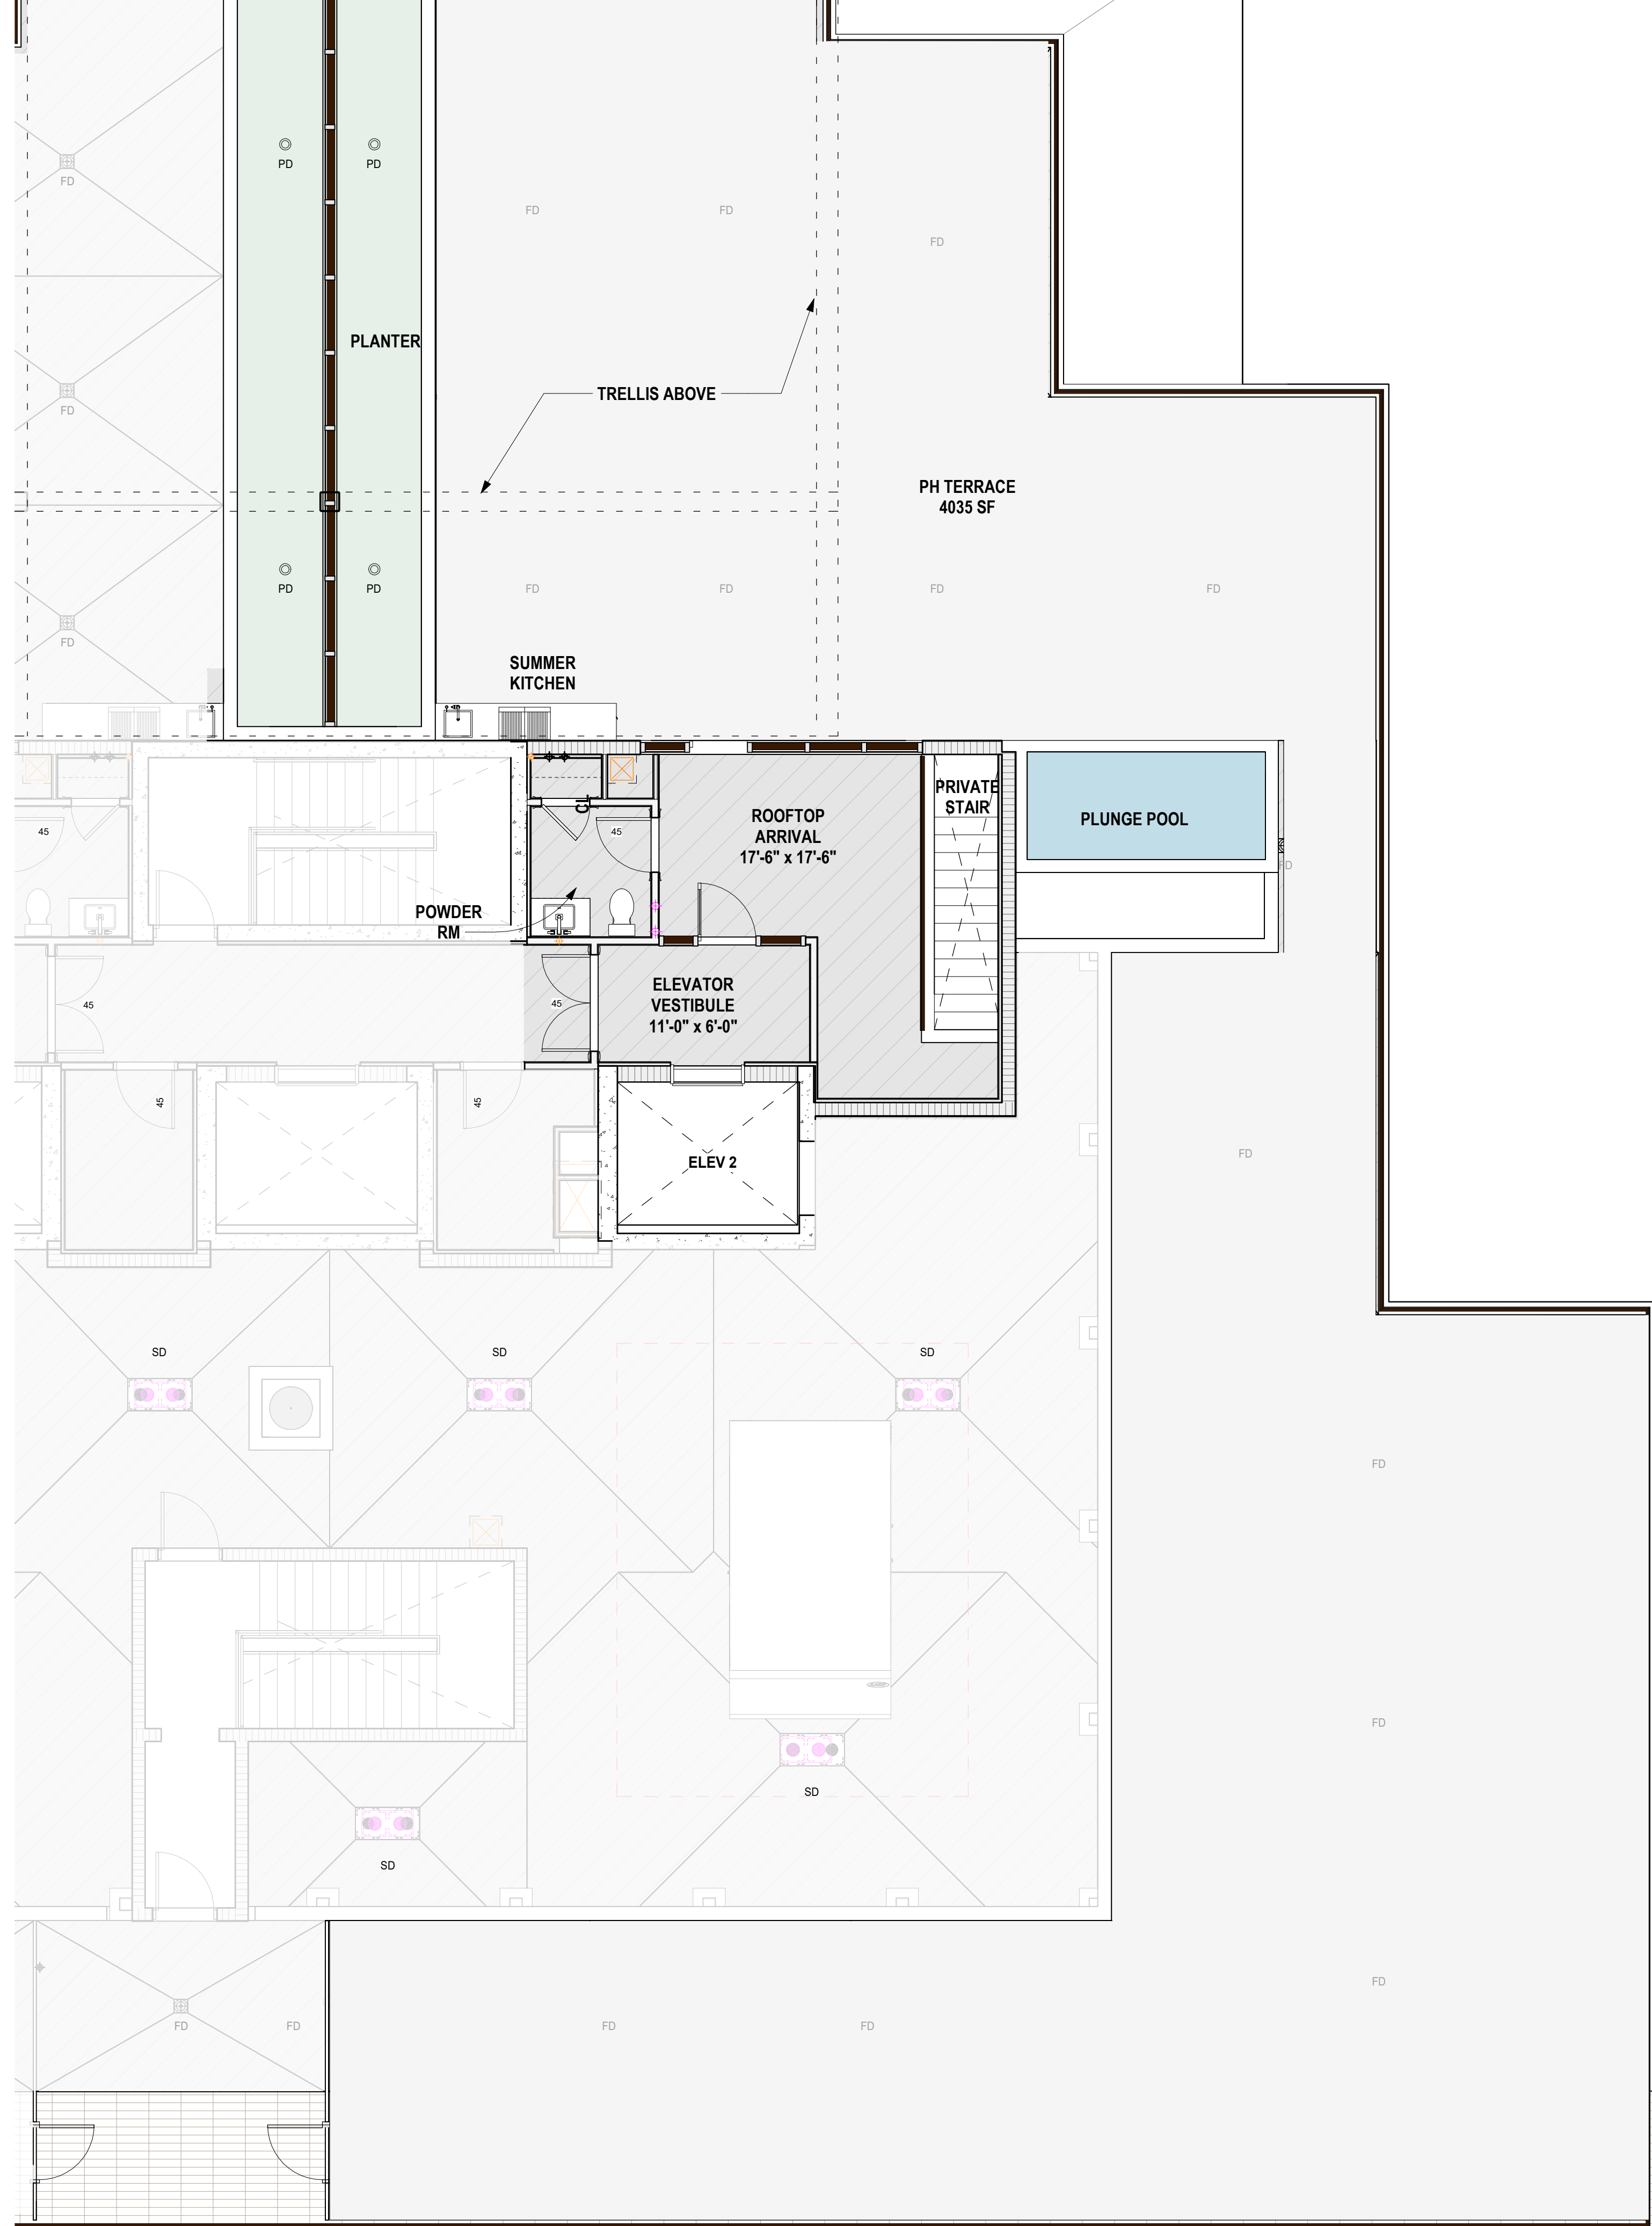 PD
PD
FD
FD
FD
FD
PLANTER
TRELLIS ABOVE
FD
PH TERRACE
4035 SF
PD
PD
FD
FD
FD
FD
FD
SUMMER
KITCHEN
PRIVATE
STAIR
CL
ROOFTOP
ARRIVAL
17'-6" x 17'-6"
PLUNGE POOL
45
45
FD
POWDER
RM
ELEVATOR
VESTIBULE
11'-0" x 6'-0"
45
45
45
45
ELEV 2
FD
SD
SD
SD
FD
FD
SD
SD
FD
FD
FD
FD
FD